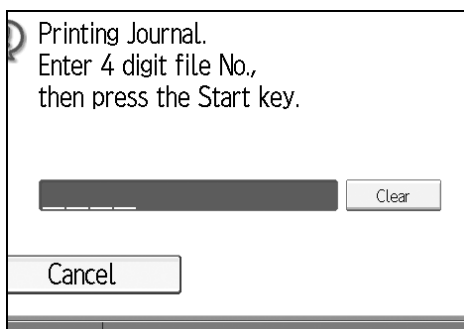 Printing Journal.
Enter 4 digit file No.,
then press the Start key.
Clear
Cancel